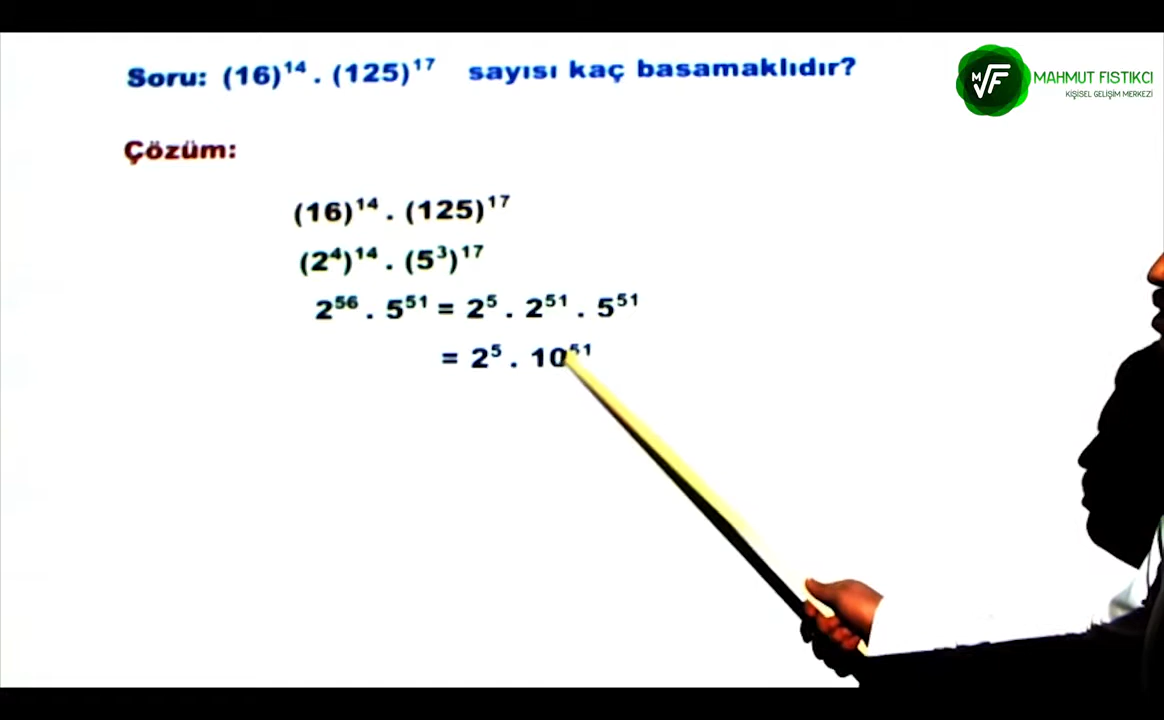 Soru: (16)¹⁴ . (125)¹⁷ sayısı kaç basamaklıdır?
MAHMUT FISTIKCI
KİŞİSEL GELİŞİM MERKEZİ
Çözüm:
(16)¹⁴ . (125)¹⁷
(2⁴)¹⁴ . (5³)¹⁷
2⁵⁶ . 5⁵¹ = 2⁵ . 2⁵¹ . 5⁵¹
= 2⁵ . 10⁵¹